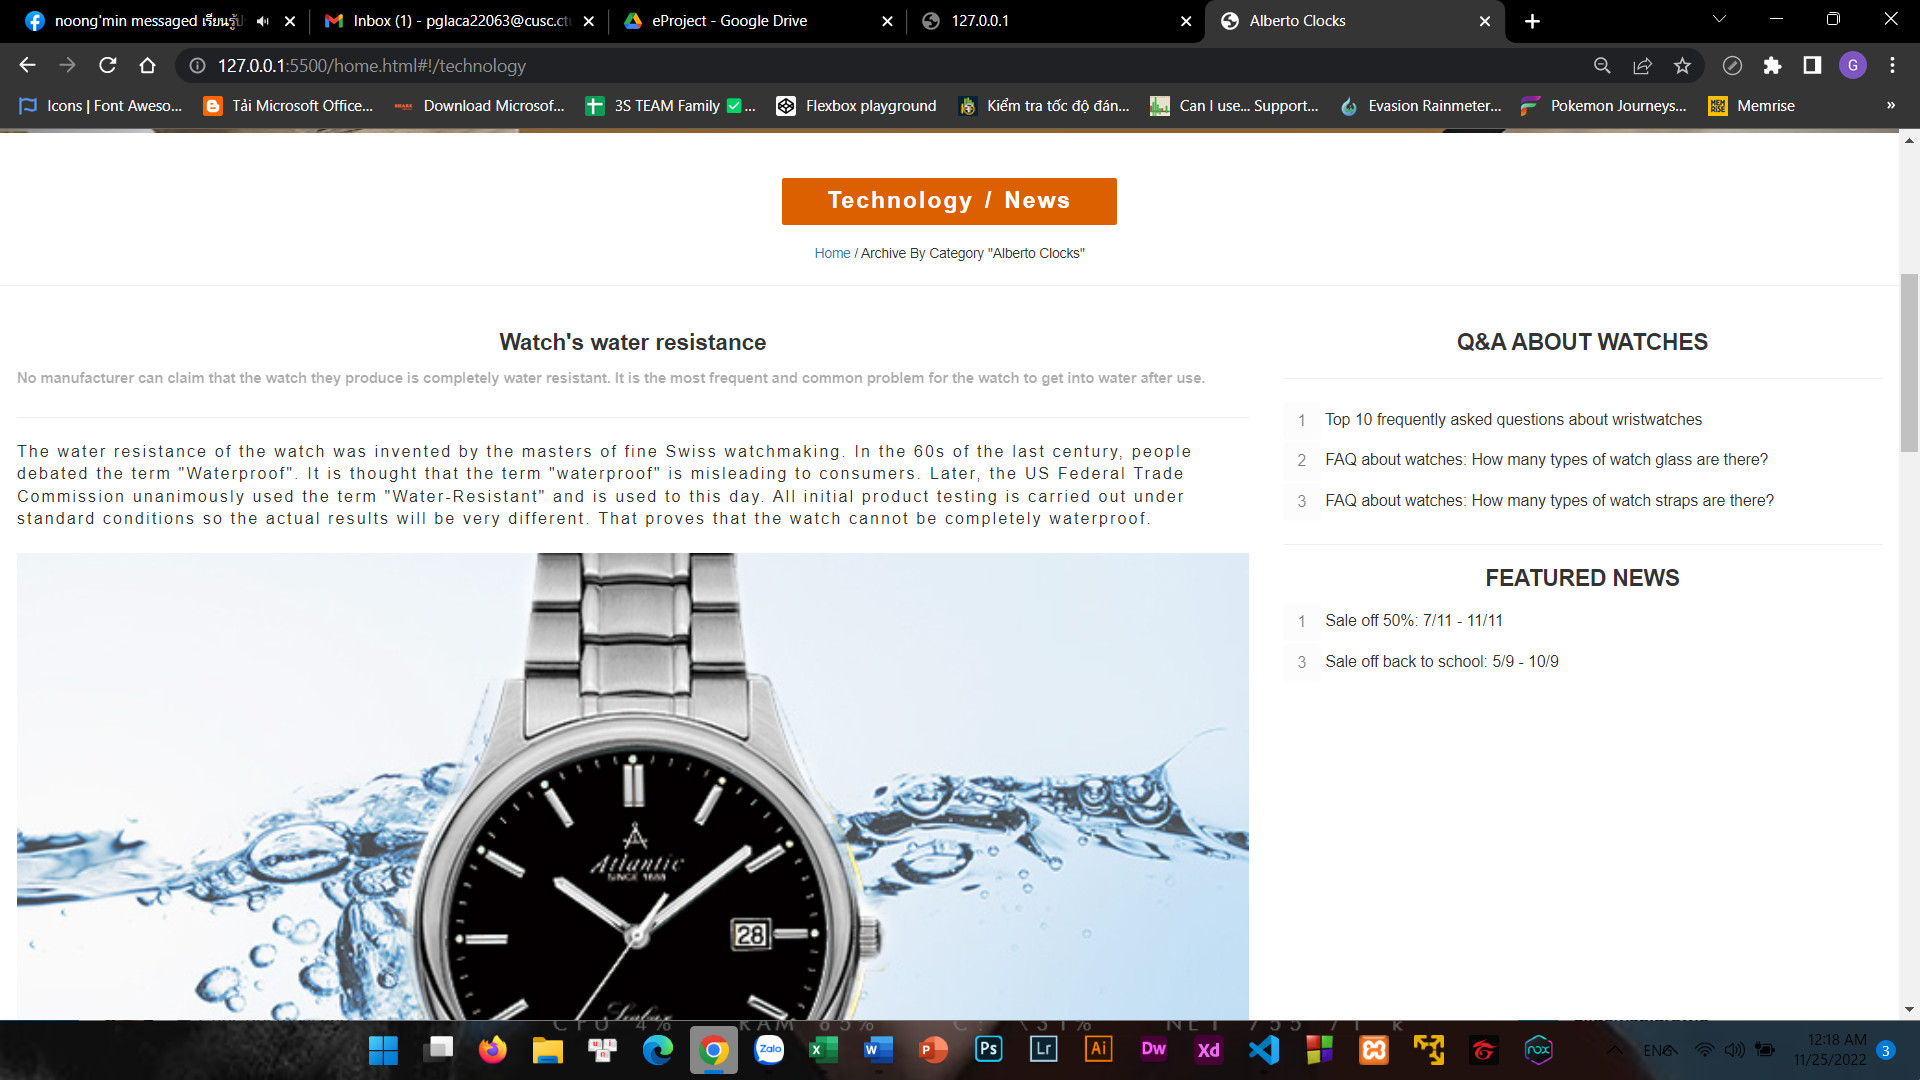 noong'min messaged
Inbox (1) - pglaca22063@cusc.ct
eProject - Google Drive
127.0.0.1
Alberto Clocks
127.0.0.1:5500/home.html#!/technology
G
Icons | Font Aweso...
Tải Microsoft Office...
Download Microsof...
3S TEAM Family ✅ ...
Flexbox playground
Kiểm tra tốc độ đán...
Can I use... Support...
Evasion Rainmeter...
Pokemon Journeys...
Memrise
»
Technology / News
Home / Archive By Category "Alberto Clocks"
Watch's water resistance
No manufacturer can claim that the watch they produce is completely water resistant. It is the most frequent and common problem for the watch to get into water after use.
The water resistance of the watch was invented by the masters of fine Swiss watchmaking. In the 60s of the last century, people
debated the term "Waterproof". It is thought that the term "waterproof" is misleading to consumers. Later, the US Federal Trade
Commission unanimously used the term "Water-Resistant" and is used to this day. All initial product testing is carried out under
standard conditions so the actual results will be very different. That proves that the watch cannot be completely waterproof.
Atlantic
SINCE 1888
28
Q&A ABOUT WATCHES
1 Top 10 frequently asked questions about wristwatches
2 FAQ about watches: How many types of watch glass are there?
3 FAQ about watches: How many types of watch straps are there?
FEATURED NEWS
1 Sale off 50%: 7/11 - 11/11
3 Sale off back to school: 5/9 - 10/9
Zalo
Ps
Lr
Ai
Dw
Xd
nox
ENG
12:18 AM
11/25/2022
3